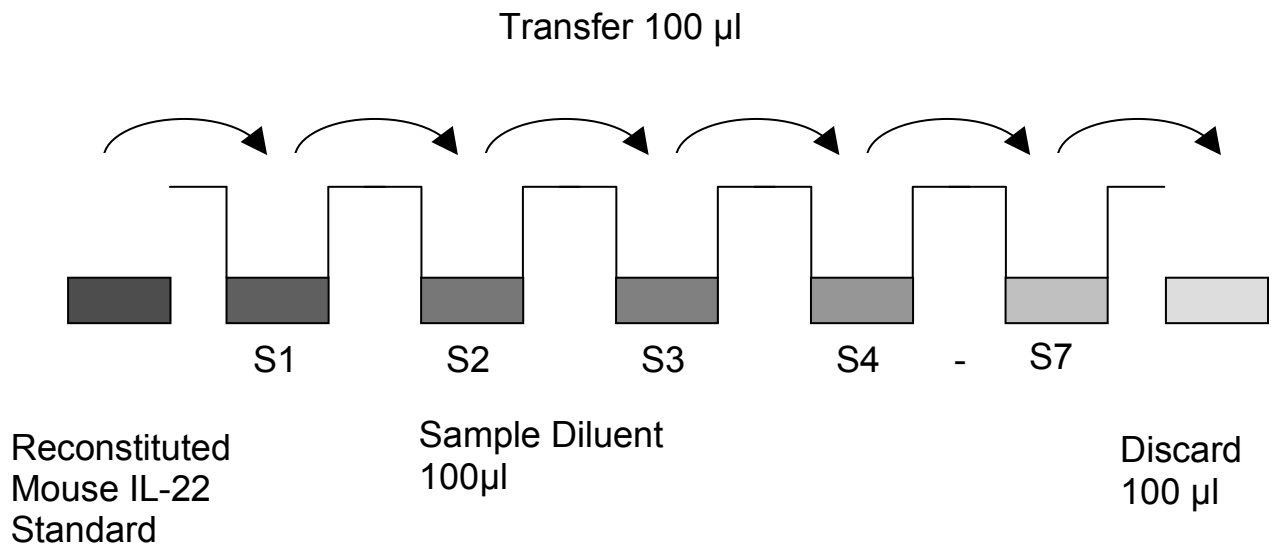 Transfer 100 µl
S1 S2 S3 S4 - S7
Reconstituted
Mouse IL-22
Standard
Sample Diluent
100µl
Discard
100 µl